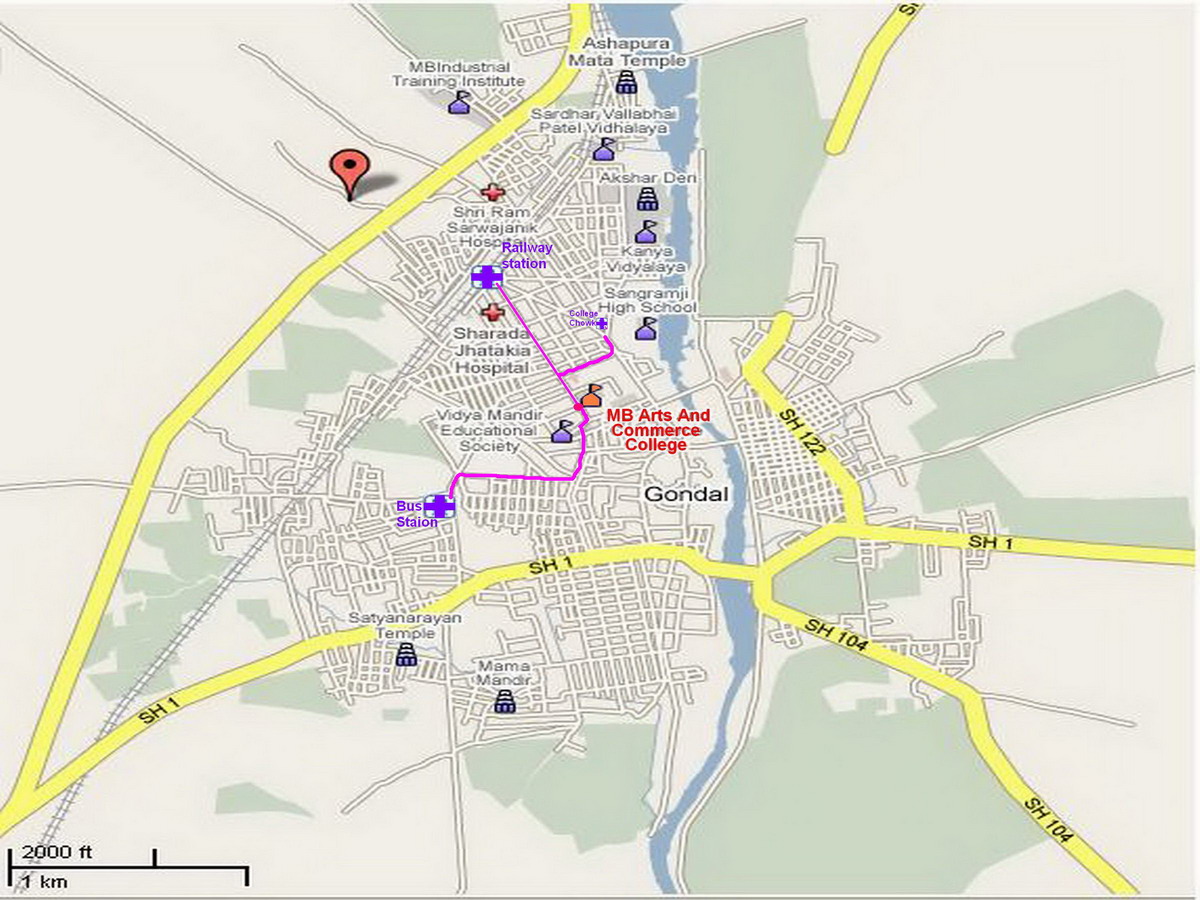 S
Ashapura
Mata Temple
MBIndustrial
Training Institute
Sardhar Vallabhai
Patel Vidhalaya
Akshar Deri
Shri Ram
Sarwajanik
Hospital
Railway
station
Kanya
Vidyalaya
Sangramji
High School
College
Chowk
Sharada
Jhatakia
Hospital
SH 122
Vidya Mandir
Educational
Society
MB Arts And
Commerce
College
Gondal
Bus
Staion
SH 1
SH 1
Satyanarayan
Temple
SH 104
Mama
Mandir
SH 1
SH 104
2000 ft
1 km